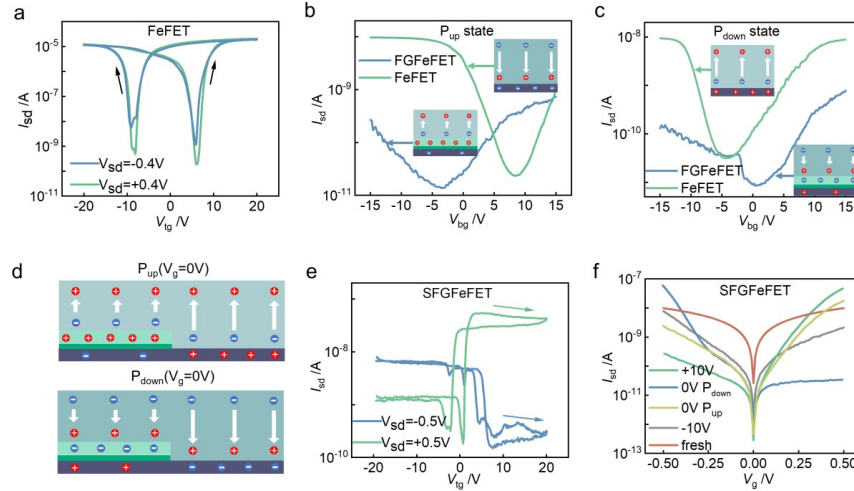 a
FeFET
10⁻⁵
10⁻⁵
10⁻⁷
10⁻⁹
10⁻¹¹
I_sd /A
V_sd=-0.4V
V_sd=+0.4V
-20 -10 0 10 20
V_tg /V
b
P_up state
FGFeFET
FeFET
10⁻⁹
10⁻¹¹
I_sd /A
-15 -10 -5 0 5 10 15
V_bg /V
c
P_down state
10⁻⁸
10⁻¹⁰
I_sd /A
FGFeFET
FeFET
-15 -10 -5 0 5 10 15
V_bg /V
d
P_up(V_g=0V)
P_down(V_g=0V)
e
SFGFeFET
10⁻⁸
10⁻¹⁰
I_sd /A
V_sd=-0.5V
V_sd=+0.5V
-20 -10 0 10 20
V_tg /V
f
SFGFeFET
10⁻⁷
10⁻⁹
10⁻¹¹
10⁻¹³
I_sd /A
+10V
0V P_down
0V P_up
-10V
fresh
-0.50 -0.25 0.00 0.25 0.50
V_g /V